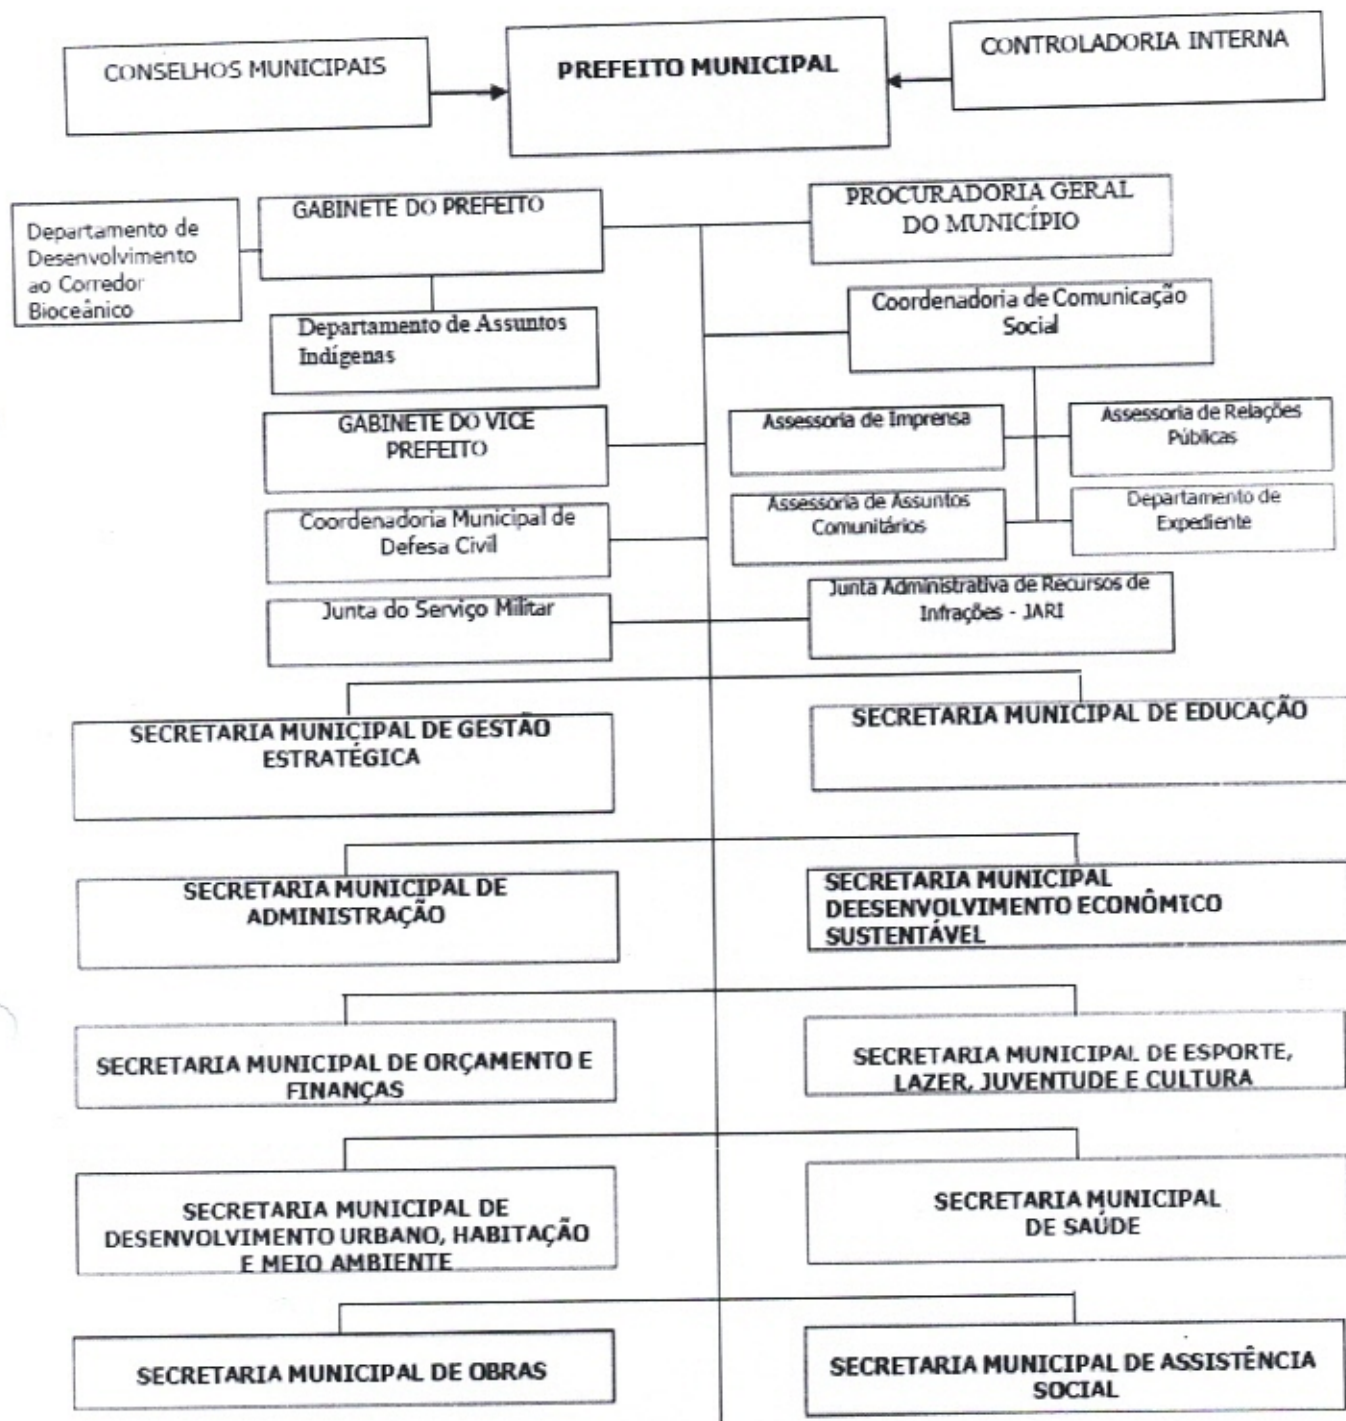 CONSELHOS MUNICIPAIS
PREFEITO MUNICIPAL
CONTROLADORIA INTERNA
Departamento de
Desenvolvimento
ao Corredor
Bioceânico
GABINETE DO PREFEITO
PROCURADORIA GERAL
DO MUNICÍPIO
Departamento de Assuntos
Indígenas
Coordenadoria de Comunicação
Social
GABINETE DO VICE
PREFEITO
Assessoria de Imprensa
Assessoria de Relações
Públicas
Coordenadoria Municipal de
Defesa Civil
Assessoria de Assuntos
Comunitários
Departamento de
Expediente
Junta do Serviço Militar
Junta Administrativa de Recursos de
Infrações - JARI
SECRETARIA MUNICIPAL DE GESTÃO
ESTRATÉGICA
SECRETARIA MUNICIPAL DE EDUCAÇÃO
SECRETARIA MUNICIPAL DE
ADMINISTRAÇÃO
SECRETARIA MUNICIPAL
DEESENVOLVIMENTO ECONÔMICO
SUSTENTÁVEL
SECRETARIA MUNICIPAL DE ORÇAMENTO E
FINANÇAS
SECRETARIA MUNICIPAL DE ESPORTE,
LAZER, JUVENTUDE E CULTURA
SECRETARIA MUNICIPAL DE
DESENVOLVIMENTO URBANO, HABITAÇÃO
E MEIO AMBIENTE
SECRETARIA MUNICIPAL
DE SAÚDE
SECRETARIA MUNICIPAL DE OBRAS
SECRETARIA MUNICIPAL DE ASSISTÊNCIA
SOCIAL